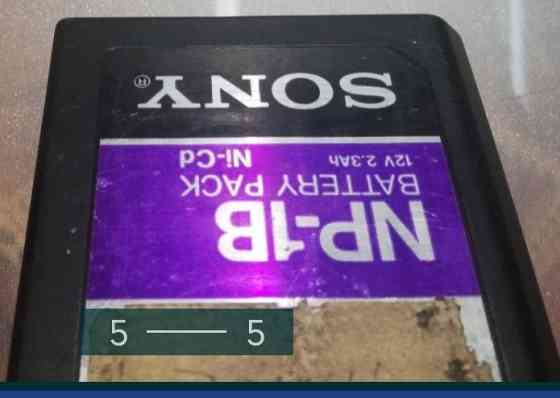 SONY®
12V 2.3Ah Ni-Cd
BATTERY PACK
NP-1B
5 — 5